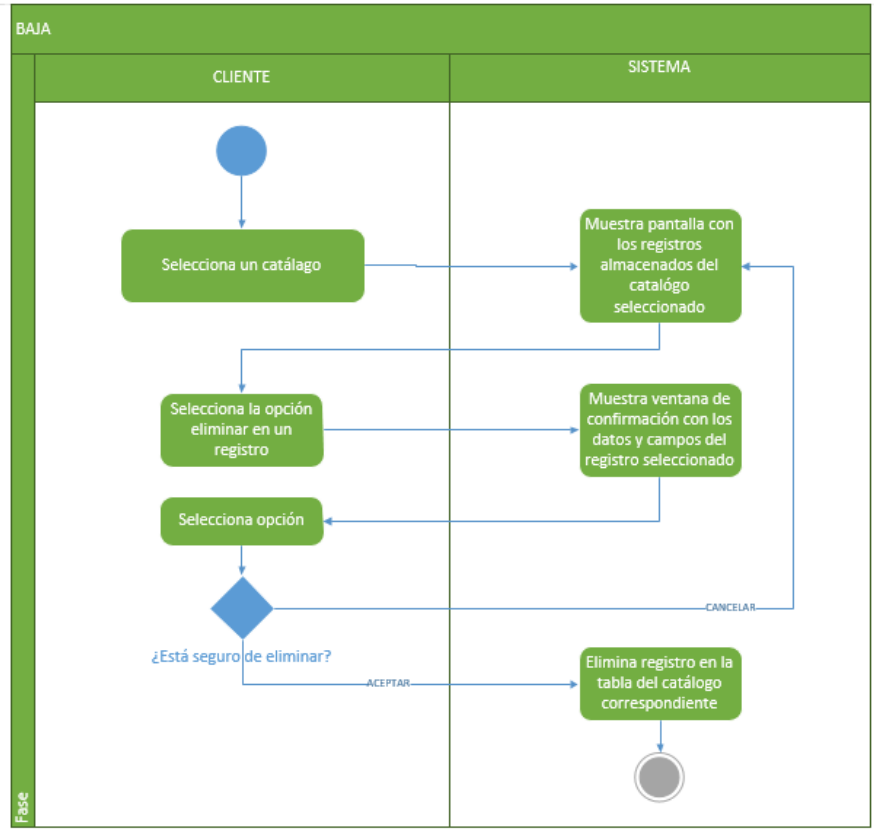 BAJA
CLIENTE
SISTEMA
Selecciona un catálago
Muestra pantalla con
los registros
almacenados del
catalógo
seleccionado
Selecciona la opción
eliminar en un
registro
Muestra ventana de
confirmación con los
datos y campos del
registro seleccionado
Selecciona opción
CANCELAR
¿Está seguro de eliminar?
ACEPTAR
Elimina registro en la
tabla del catálogo
correspondiente
Fase